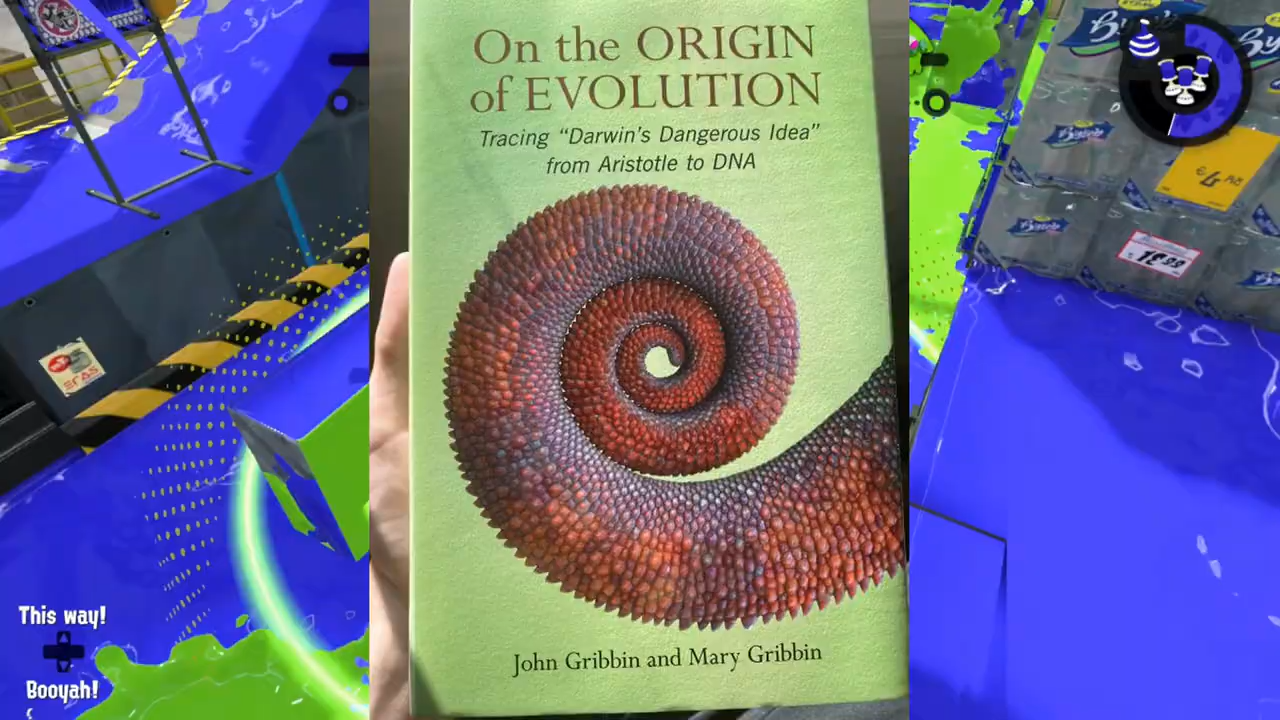 On the ORIGIN
of EVOLUTION
Tracing "Darwin's Dangerous Idea"
from Aristotle to DNA
John Gribbin and Mary Gribbin
This way!
Booyah!